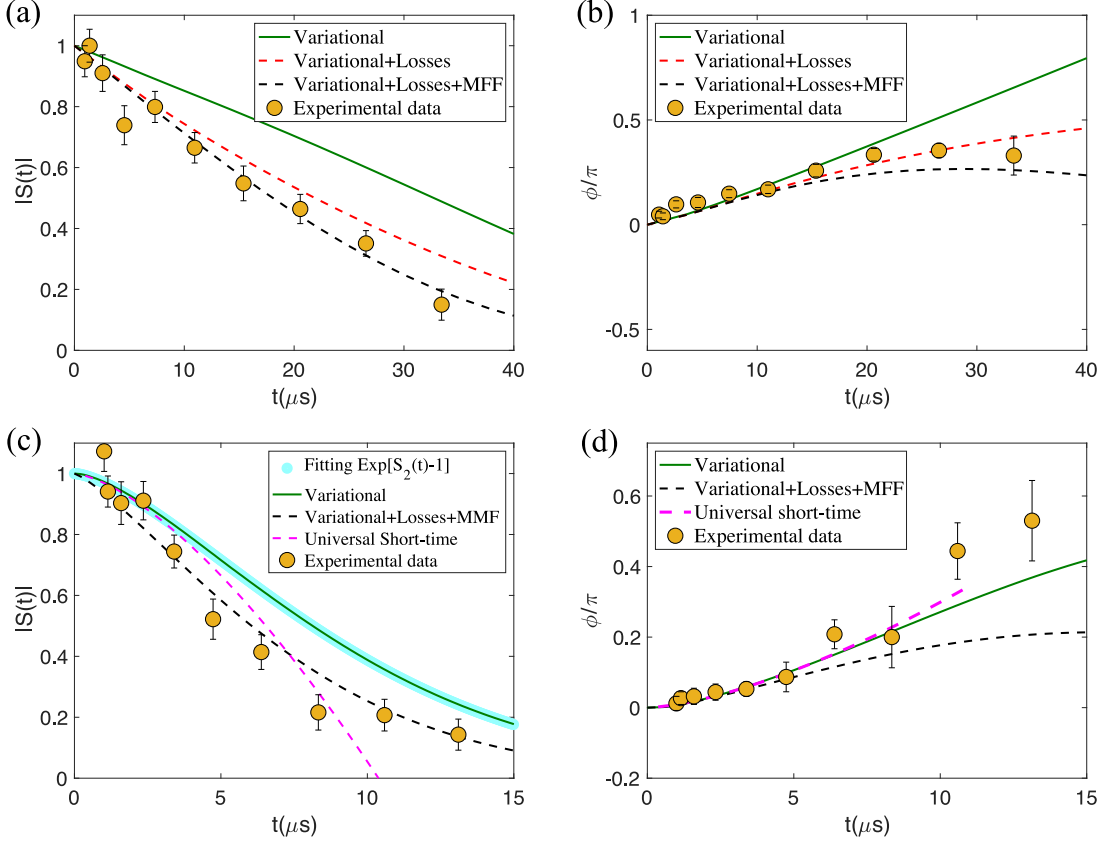 (a)
Variational
Variational+Losses
Variational+Losses+MFF
Experimental data
|S(t)|
1
0.8
0.6
0.4
0.2
0
0
10
20
30
40
t(μs)
(b)
Variational
Variational+Losses
Variational+Losses+MFF
Experimental data
ϕ/π
1
0.5
0
-0.5
0
10
20
30
40
t(μs)
(c)
Fitting Exp[S₂(t)-1]
Variational
Variational+Losses+MMF
Universal Short-time
Experimental data
|S(t)|
1
0.8
0.6
0.4
0.2
0
0
5
10
15
t(μs)
(d)
Variational
Variational+Losses+MFF
Universal short-time
Experimental data
ϕ/π
0.6
0.4
0.2
0
-0.2
0
5
10
15
t(μs)